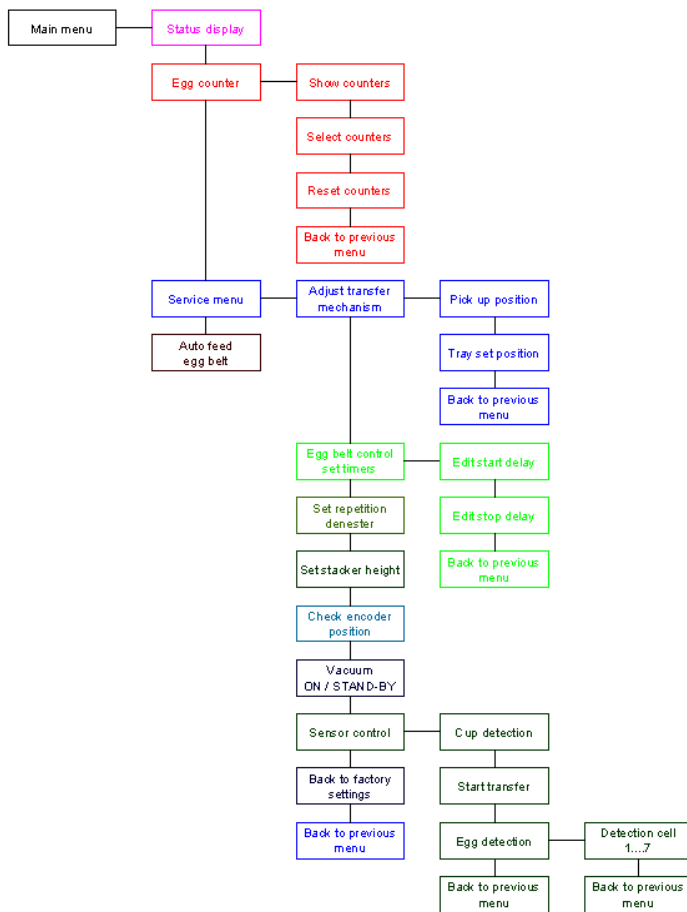 Main menu
Status display
Egg counter
Show counters
Select counters
Reset counters
Back to previous
menu
Service menu
Adjust transfer
mechanism
Pick up position
Auto feed
egg belt
Tray set position
Back to previous
menu
Egg belt control
set timers
Edit start delay
Set repetition
denester
Edit stop delay
Set stacker height
Back to previous
menu
Check encoder
position
Vacuum
ON / STAND-BY
Sensor control
Cup detection
Back to factory
settings
Start transfer
Back to previous
menu
Egg detection
Detection cell
1....7
Back to previous
menu
Back to previous
menu